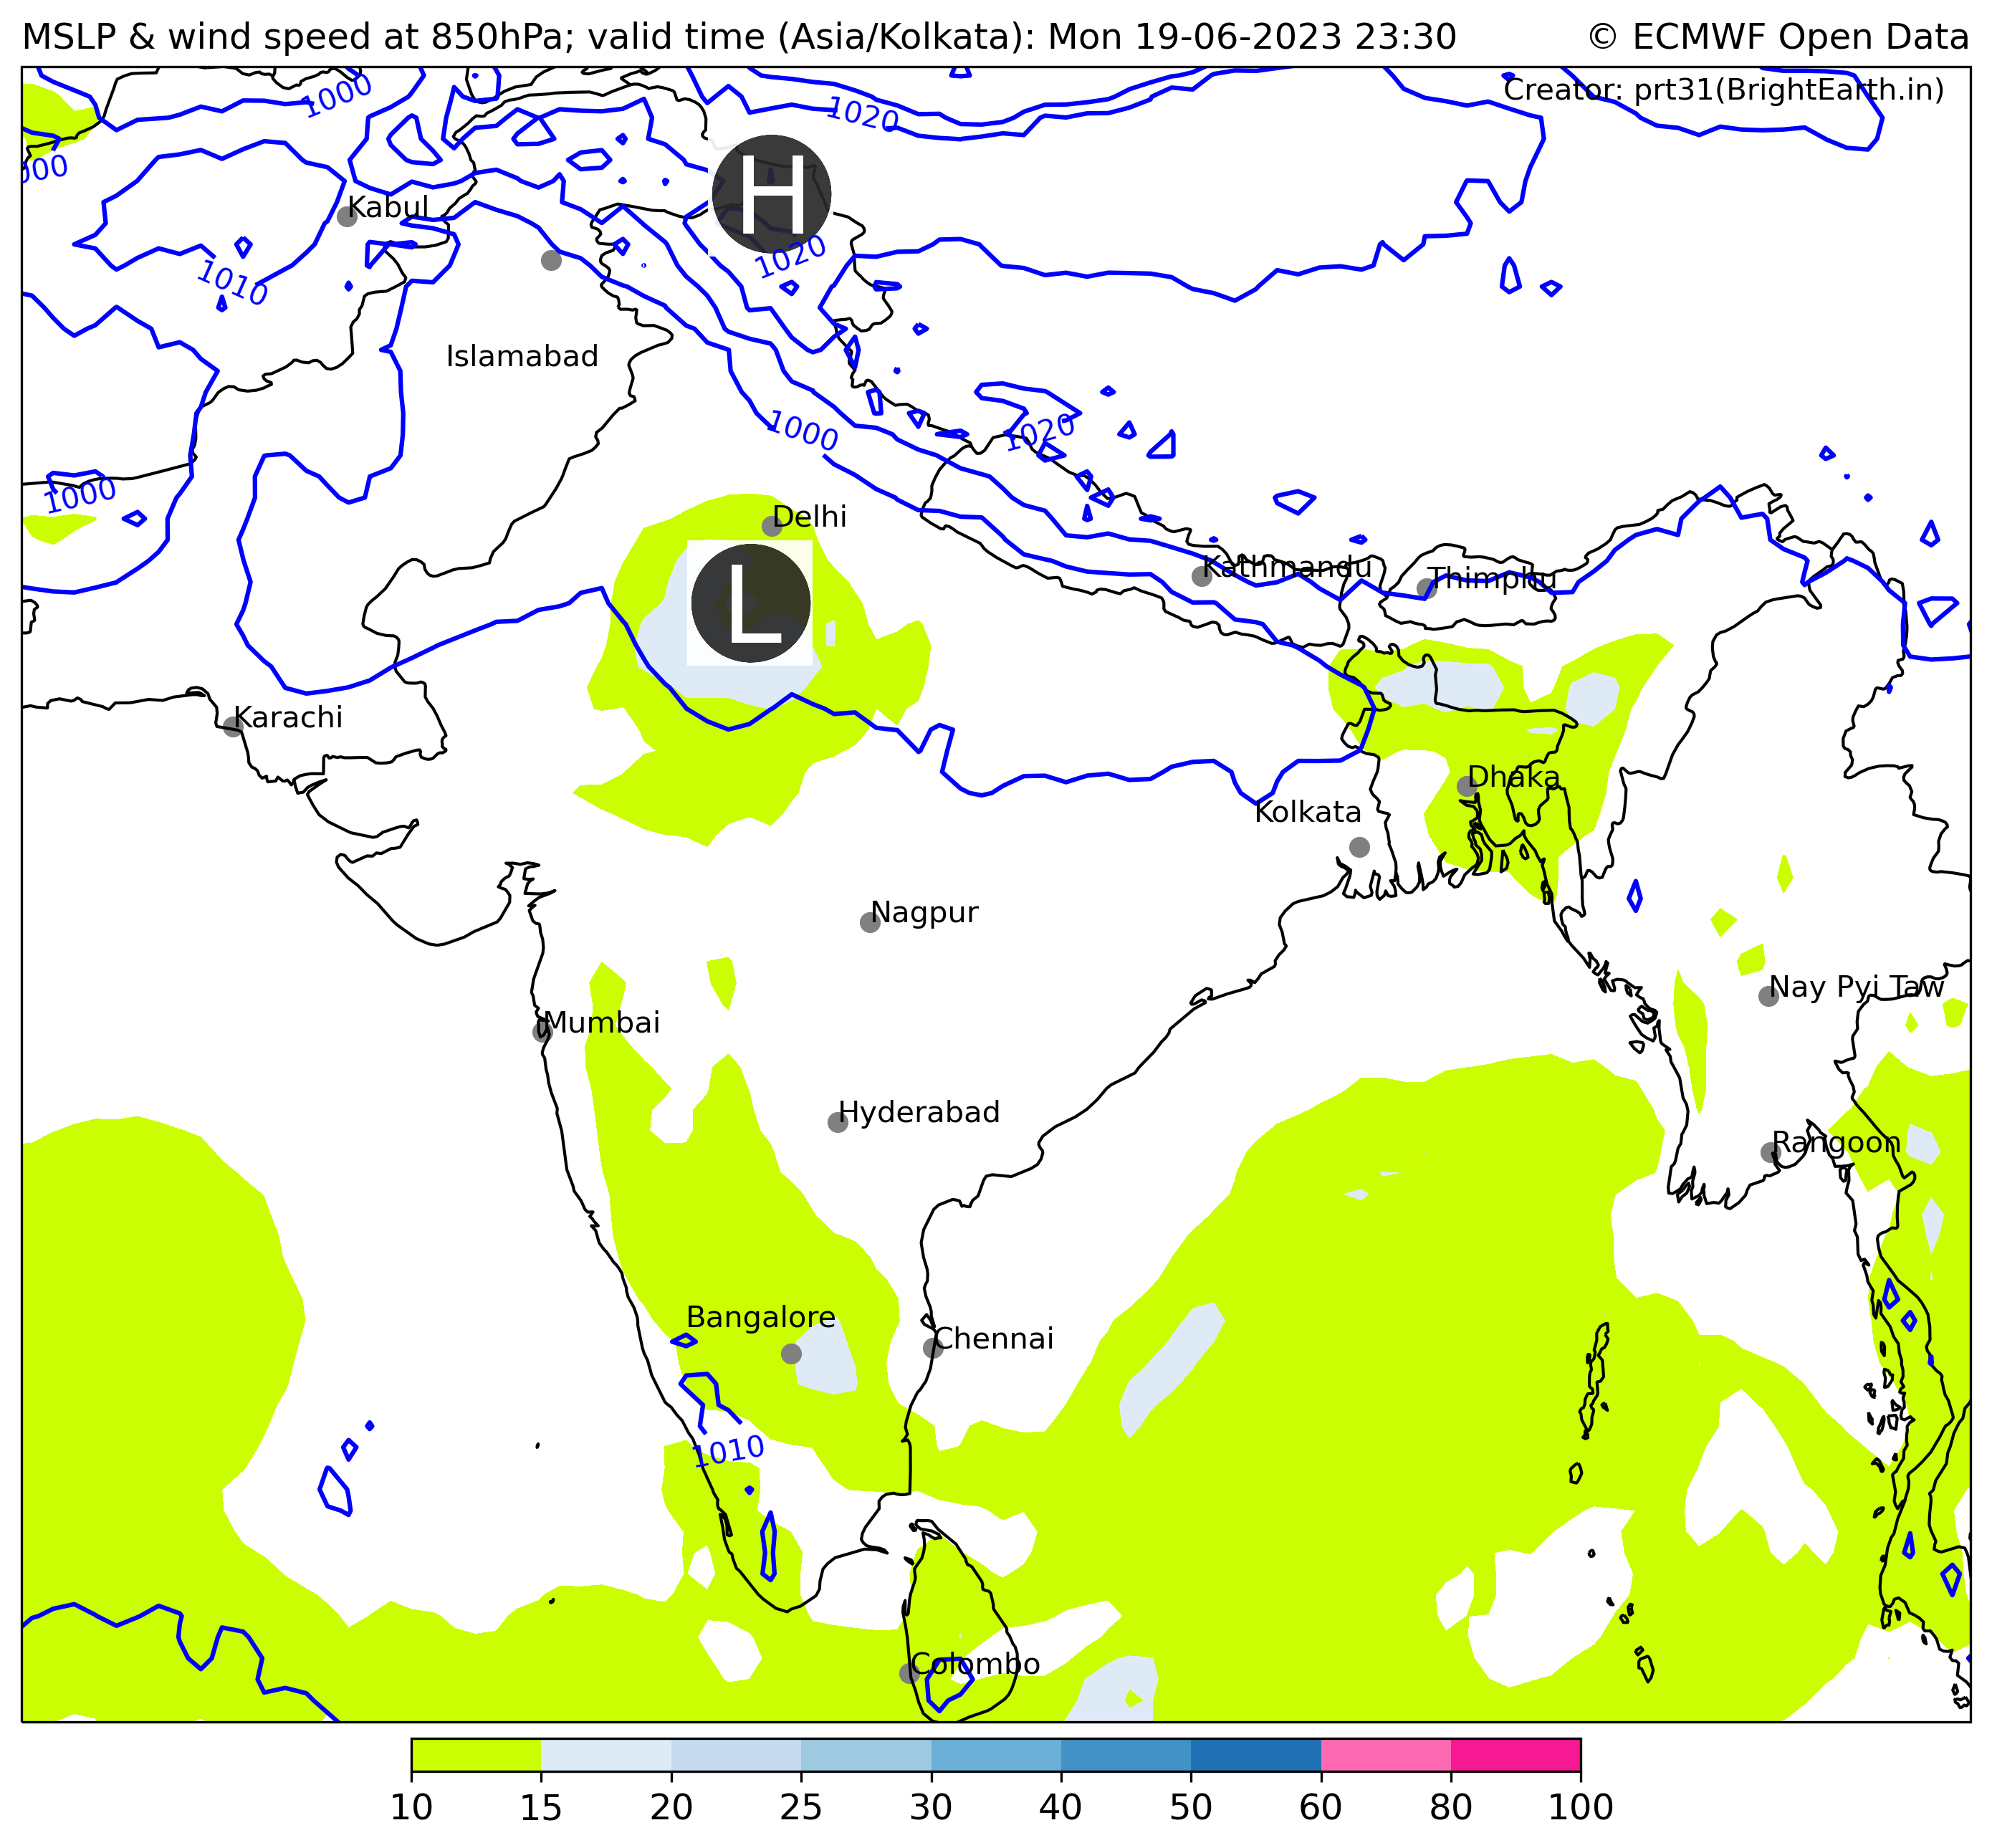 MSLP & wind speed at 850hPa; valid time (Asia/Kolkata): Mon 19-06-2023 23:30
© ECMWF Open Data
Creator: prt31(BrightEarth.in)
1000
1020
H
000
Kabul
1020
1010
Islamabad
1000
1020
1000
Delhi
Kathmandu
Thimphu
L
Karachi
Dhaka
Kolkata
Nagpur
Nay Pyi Taw
Mumbai
Hyderabad
Rangoon
Bangalore
Chennai
1010
Colombo
10 15 20 25 30 40 50 60 80 100